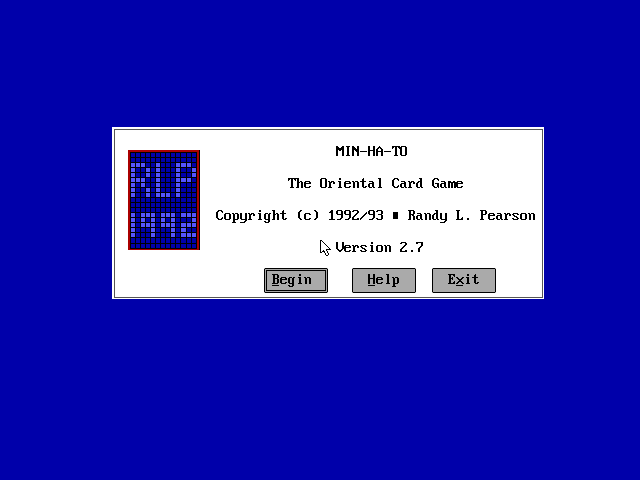 RLP
1992
MIN-HA-TO
The Oriental Card Game
Copyright (c) 1992/93 ■ Randy L. Pearson
Version 2.7
Begin Help Exit